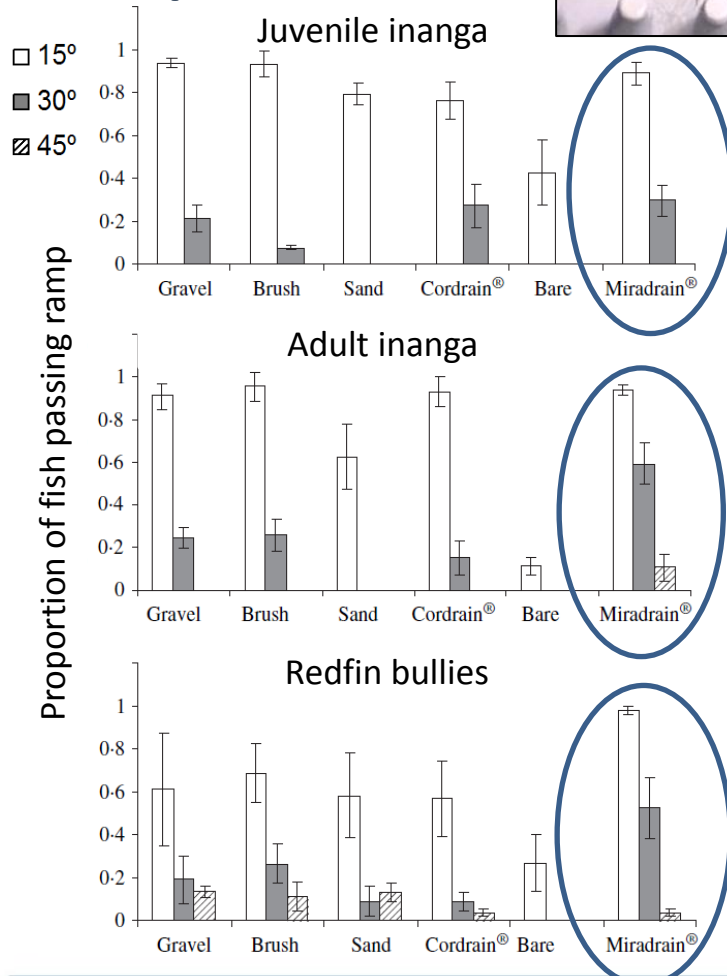 Juvenile inanga
15º
30º
45º
Proportion of fish passing ramp
1
0·8
0·6
0·4
0·2
0
Gravel Brush Sand Cordrain® Bare Miradrain®
Adult inanga
1
0·8
0·6
0·4
0·2
0
Gravel Brush Sand Cordrain® Bare Miradrain®
Redfin bullies
1
0·8
0·6
0·4
0·2
0
Gravel Brush Sand Cordrain® Bare Miradrain®